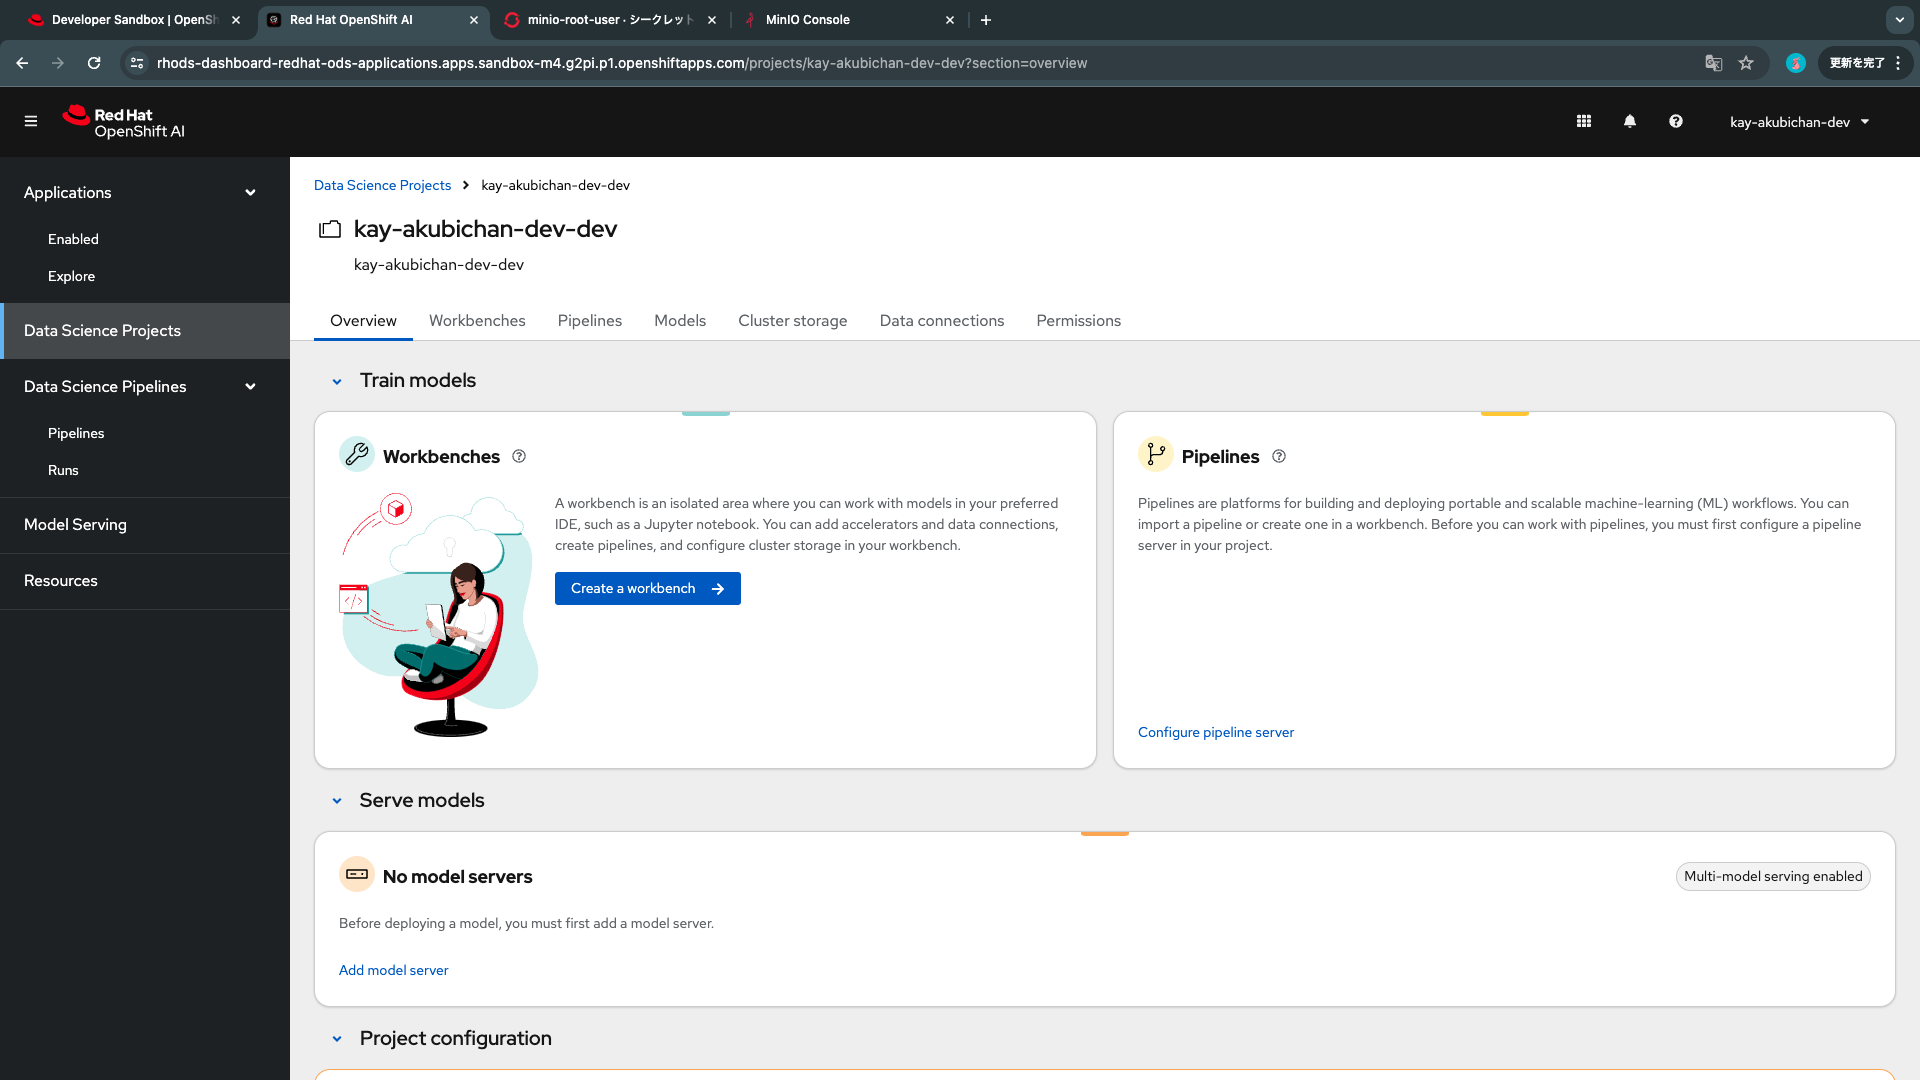 Developer Sandbox | OpenSh
Red Hat OpenShift AI
minio-root-user · シークレット
MinIO Console
rhods-dashboard-redhat-ods-applications.apps.sandbox-m4.g2pi.p1.openshiftapps.com/projects/kay-akubichan-dev-dev?section=overview
更新を完了
Red Hat
OpenShift AI
kay-akubichan-dev
Applications
Enabled
Explore
Data Science Projects
Data Science Pipelines
Pipelines
Runs
Model Serving
Resources
Data Science Projects
kay-akubichan-dev-dev
kay-akubichan-dev-dev
kay-akubichan-dev-dev
Overview
Workbenches
Pipelines
Models
Cluster storage
Data connections
Permissions
Train models
Workbenches
A workbench is an isolated area where you can work with models in your preferred
IDE, such as a Jupyter notebook. You can add accelerators and data connections,
create pipelines, and configure cluster storage in your workbench.
Create a workbench
Pipelines
Pipelines are platforms for building and deploying portable and scalable machine-learning (ML) workflows. You can
import a pipeline or create one in a workbench. Before you can work with pipelines, you must first configure a pipeline
server in your project.
Configure pipeline server
Serve models
No model servers
Multi-model serving enabled
Before deploying a model, you must first add a model server.
Add model server
Project configuration